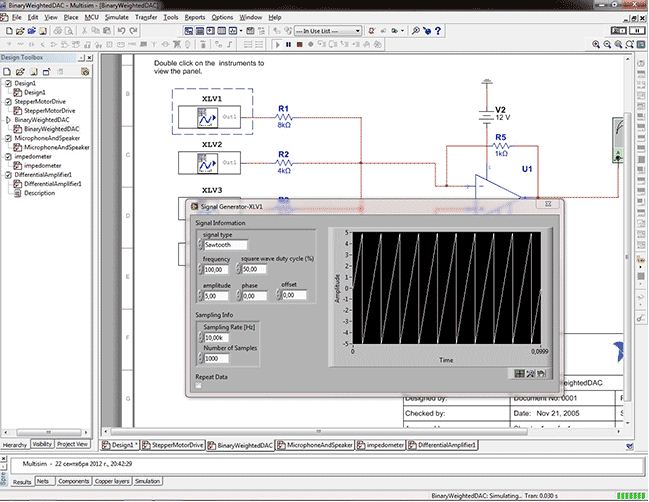 BinaryWeightedDAC - Multisim - [BinaryWeightedDAC]
File Edit View Place MCU Simulate Transfer Tools Reports Options Window Help
--- In Use List ---
Design Toolbox
Design1
Design1
StepperMotorDrive
StepperMotorDrive
BinaryWeightedDAC
BinaryWeightedDAC
MicrophoneAndSpeaker
MicrophoneAndSpeaker
impedometer
impedometer
DifferentialAmplifier1
DifferentialAmplifier1
Description
Hierarchy Visibility Project View
Double click on the instruments to
view the panel.
XLV1
Out1
R1
8kΩ
XLV2
Out1
R2
4kΩ
XLV3
V2
12 V
R5
1kΩ
U1
A
B
C
D
E
F
G
Signal Generator-XLV1
Signal Information
signal type
Sawtooth
frequency square wave duty cycle (%)
100,00 50,00
amplitude phase offset
5,00 0,00 0,00
Sampling Info
Sampling Rate [Hz]
10,00k
Number of Samples
1000
Repeat Data
Amplitude
5
4
3
2
1
0
-1
-2
-3
-4
-5
0 0,0999
Time
WeightedDAC
Designed by: Document No: 0001
Checked by: Date: Nov 21, 2005
Design1 * StepperMotorDrive BinaryWeightedDAC MicrophoneAndSpeaker impedometer DifferentialAmplifier1
Multisim - 22 сентября 2012 г., 20:42:29
Results Nets Components Copper layers Simulation
BinaryWeightedDAC: Simulating... Tran: 0.030 s